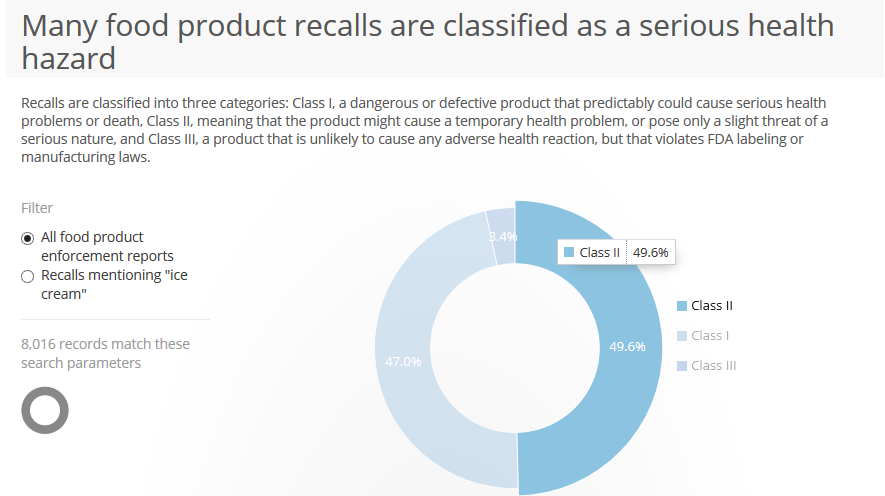 Many food product recalls are classified as a serious health
hazard
Recalls are classified into three categories: Class I, a dangerous or defective product that predictably could cause serious health
problems or death, Class II, meaning that the product might cause a temporary health problem, or pose only a slight threat of a
serious nature, and Class III, a product that is unlikely to cause any adverse health reaction, but that violates FDA labeling or
manufacturing laws.
Filter
All food product
enforcement reports
Recalls mentioning "ice
cream"
8,016 records match these
search parameters
3.4%
Class II 49.6%
47.0%
49.6%
Class II
Class I
Class III